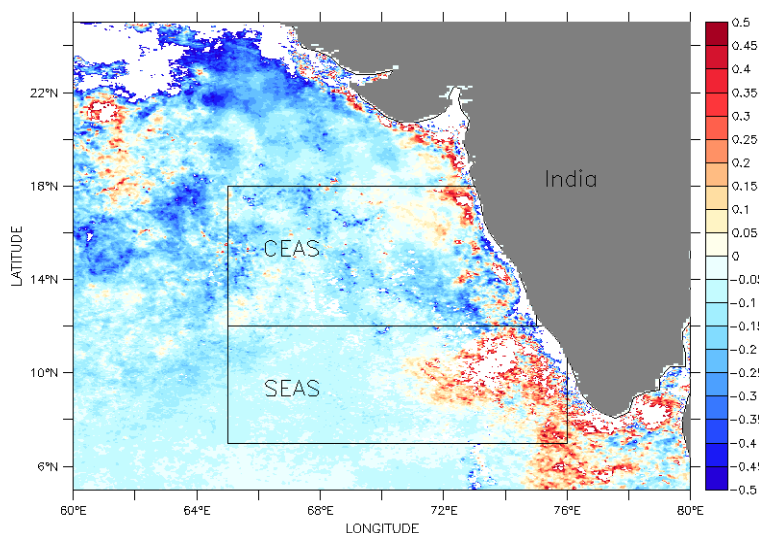 22°N
18°N
14°N
10°N
6°N
LATITUDE
60°E
64°E
68°E
72°E
76°E
80°E
LONGITUDE
India
CEAS
SEAS
0.5
0.45
0.4
0.35
0.3
0.25
0.2
0.15
0.1
0.05
0
-0.05
-0.1
-0.15
-0.2
-0.25
-0.3
-0.35
-0.4
-0.45
-0.5